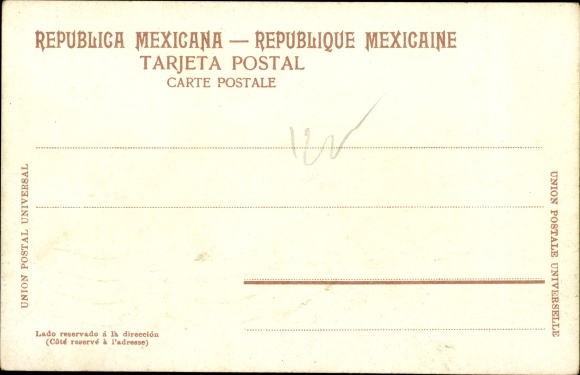 REPUBLICA MEXICANA — REPUBLIQUE MEXICAINE
TARJETA POSTAL
CARTE POSTALE
UNION POSTAL UNIVERSAL
UNION POSTALE UNIVERSELLE
Lado reservado á la dirección
(Côté reservé à l'adresse)